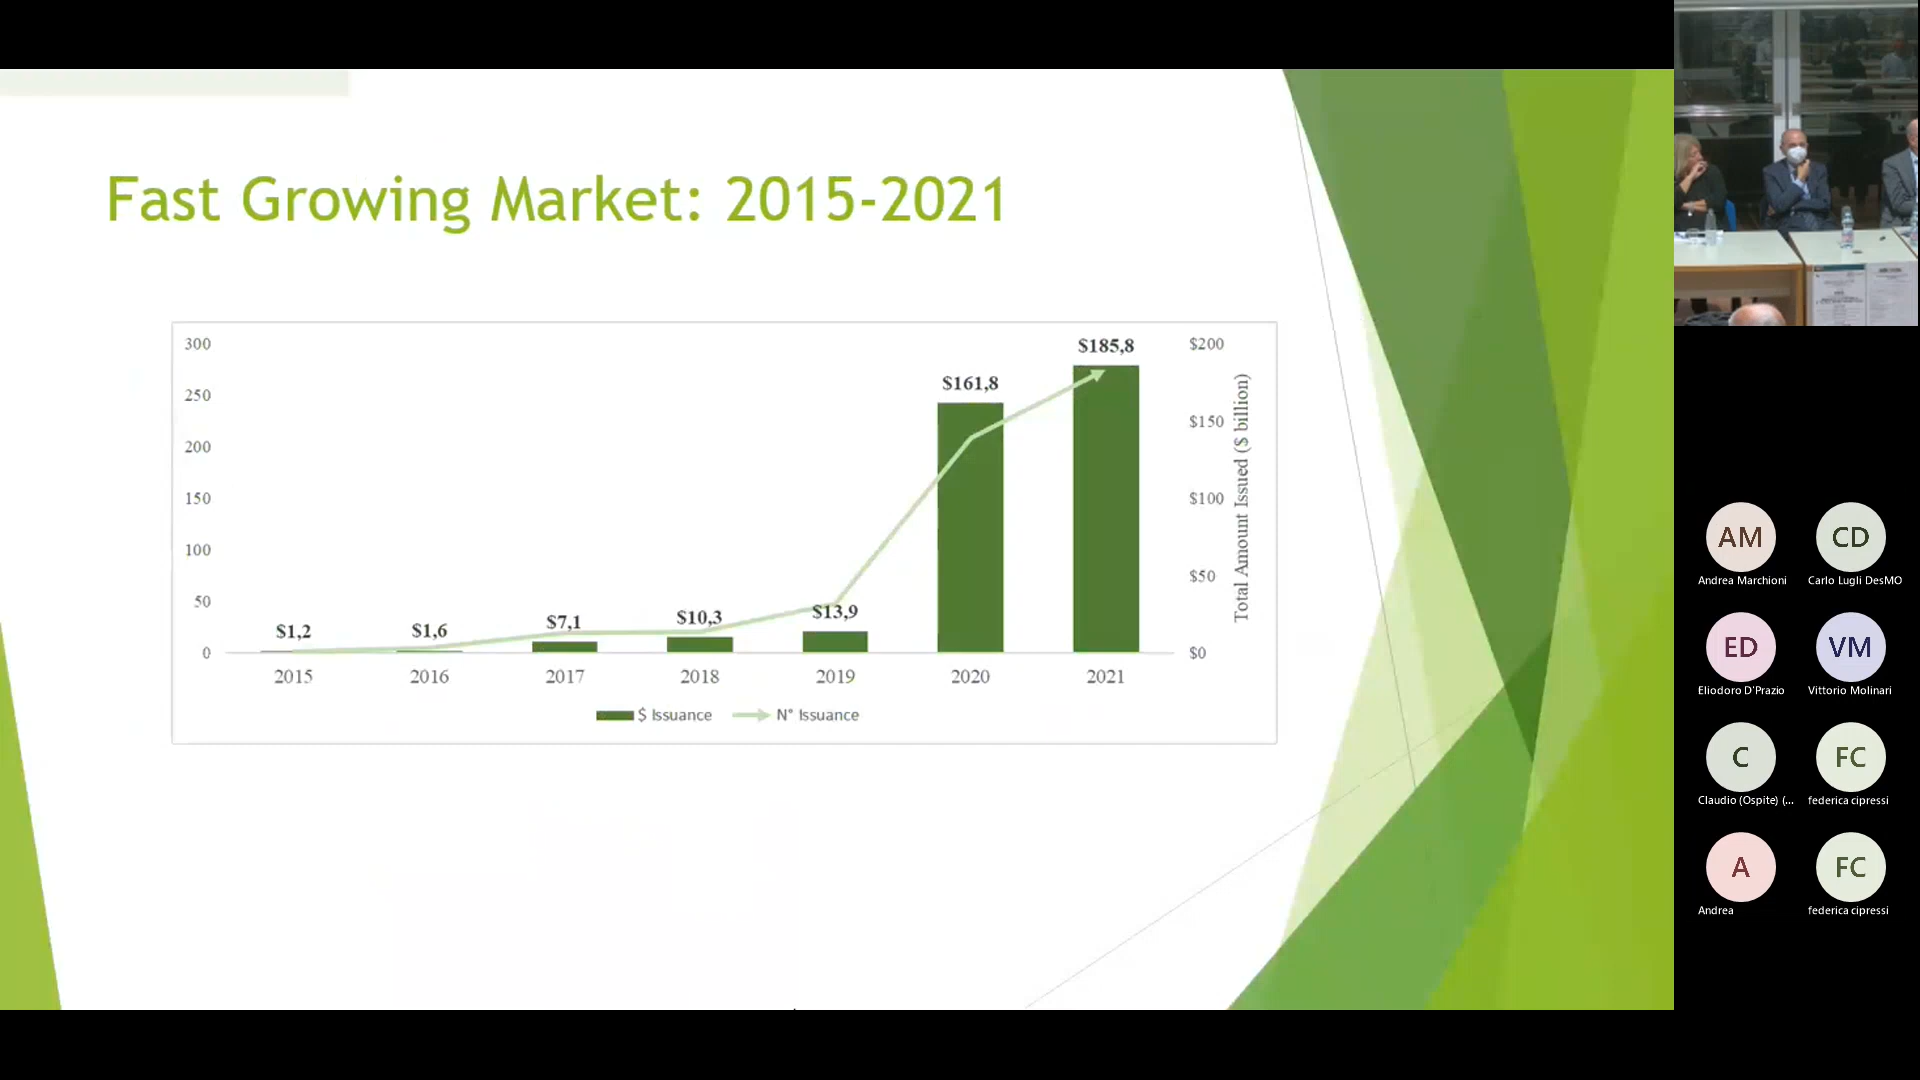 Fast Growing Market: 2015-2021
300
250
200
150
100
50
0
$185,8
$161,8
$13,9
$10,3
$7,1
$1,6
$1,2
$200
$150
$100
$50
$0
Total Amount Issued ($ billion)
2015 2016 2017 2018 2019 2020 2021
$ Issuance N° Issuance
AM CD
Andrea Marchioni Carlo Lugli DesMO
ED VM
Eliodoro D'Prazio Vittorio Molinari
C FC
Claudio (Ospite) (... federica cipressi
A FC
Andrea federica cipressi